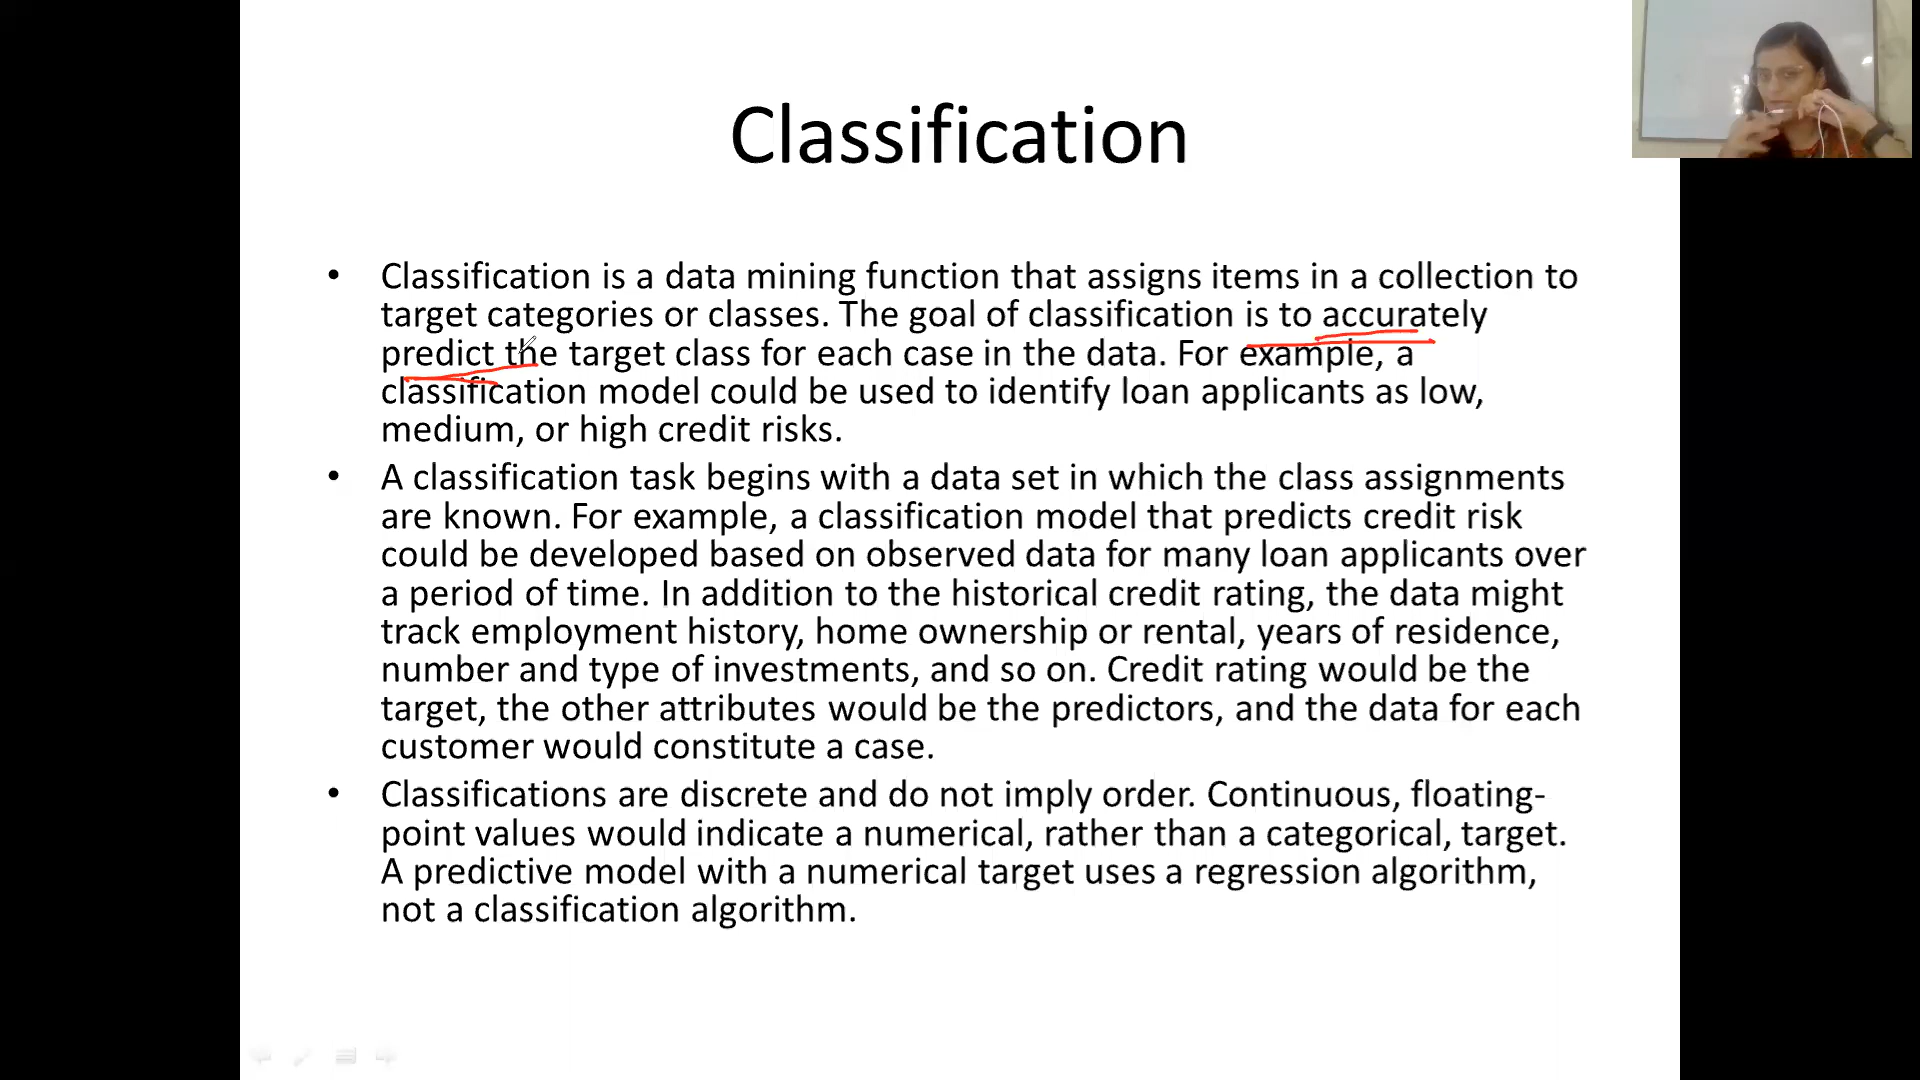 Classification
• Classification is a data mining function that assigns items in a collection to
target categories or classes. The goal of classification is to accurately
predict the target class for each case in the data. For example, a
classification model could be used to identify loan applicants as low,
medium, or high credit risks.
• A classification task begins with a data set in which the class assignments
are known. For example, a classification model that predicts credit risk
could be developed based on observed data for many loan applicants over
a period of time. In addition to the historical credit rating, the data might
track employment history, home ownership or rental, years of residence,
number and type of investments, and so on. Credit rating would be the
target, the other attributes would be the predictors, and the data for each
customer would constitute a case.
• Classifications are discrete and do not imply order. Continuous, floating-
point values would indicate a numerical, rather than a categorical, target.
A predictive model with a numerical target uses a regression algorithm,
not a classification algorithm.